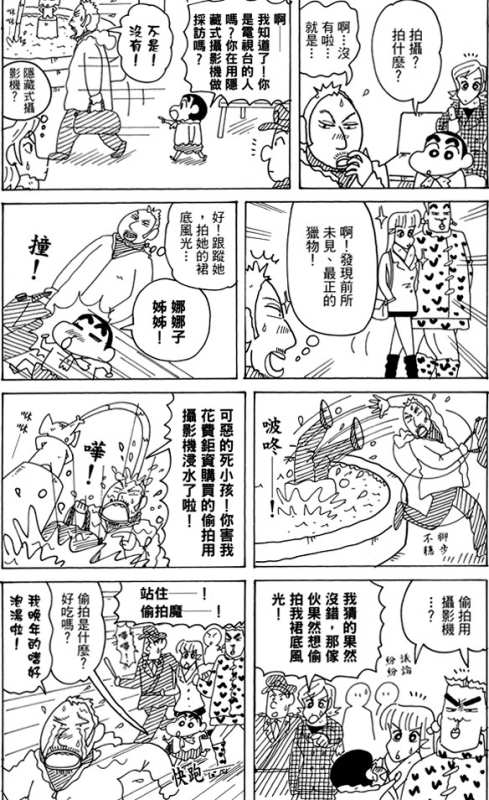 拍攝?
拍什麼?
啊…沒
有啦…
就是…
啊!
我知道了!你
是電視台的人
嗎?你在用隱
藏式攝影機做
採訪嗎?
不是!
沒有!
隱藏式攝
影機?
啊!發現前所
未見、最正的
獵物!
好!跟蹤她
,拍她的裙
底風光…
娜娜子
姊姊!
撞!
啵咚!
腳步
不穩
可惡的死小孩!你害我
花費鉅資購買的偷拍用
攝影機浸水了啦!
嘩!
偷拍用
攝影機
…?
議論
紛紛
我猜的果然
沒錯,那傢
伙果然想偷
拍我裙底風
光!
站住——!
偷拍魔——!
偷拍是什麼?
好吃嗎?
快跑
我晚年的嗜好
泡湯啦!